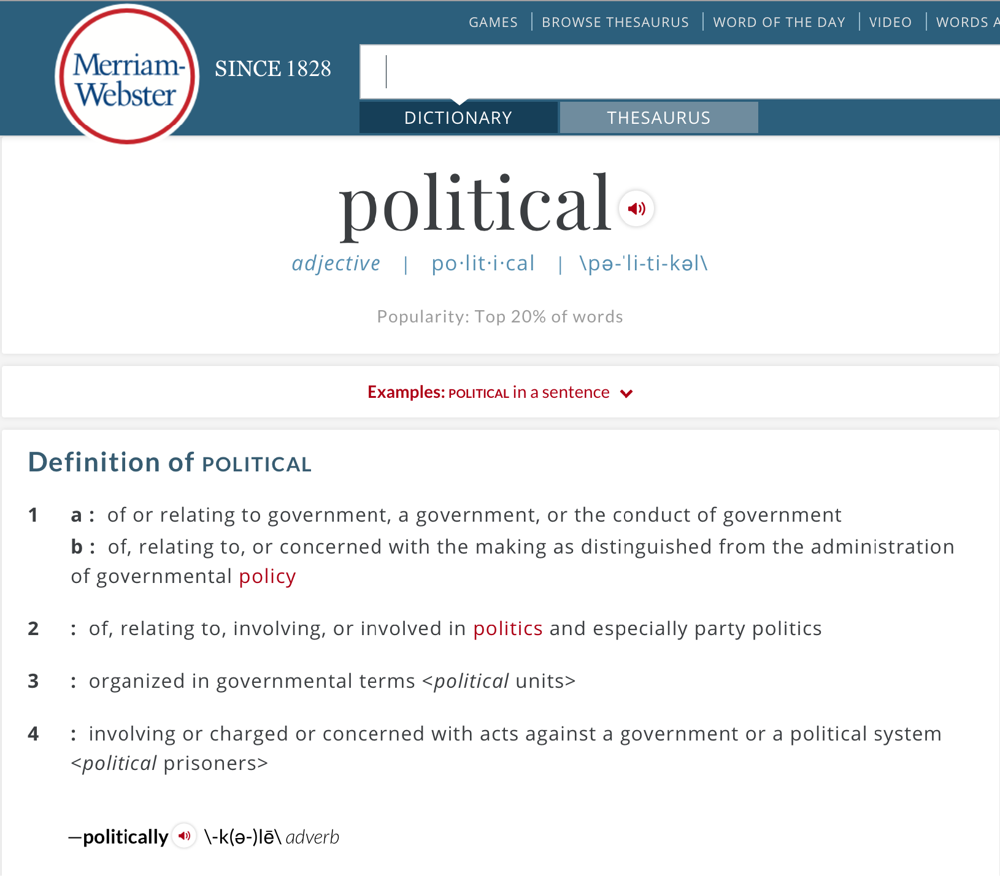 GAMES | BROWSE THESAURUS | WORD OF THE DAY | VIDEO | WORDS A
Merriam-
Webster
SINCE 1828
DICTIONARY THESAURUS
political
adjective | po·lit·i·cal | \pə-ˈli-ti-kəl\
Popularity: Top 20% of words
Examples: POLITICAL in a sentence
Definition of POLITICAL
1 a : of or relating to government, a government, or the conduct of government
b : of, relating to, or concerned with the making as distinguished from the administration
of governmental policy
2 : of, relating to, involving, or involved in politics and especially party politics
3 : organized in governmental terms <political units>
4 : involving or charged or concerned with acts against a government or a political system
<political prisoners>
—politically \-k(ə-)lē\ adverb